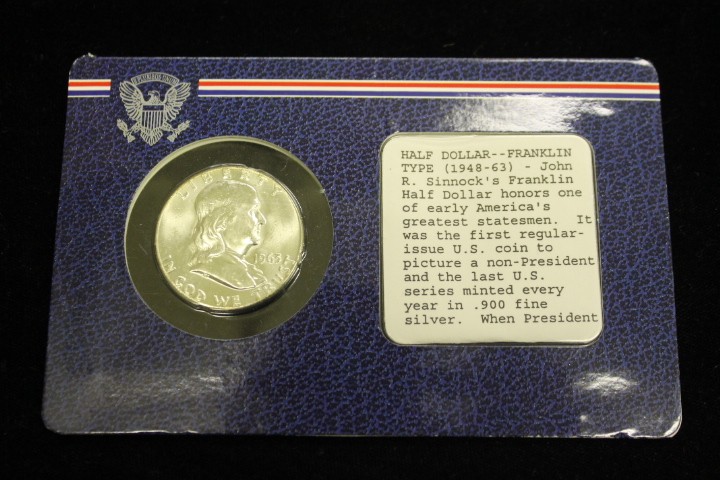 LIBERTY
1963
IN GOD WE TRUST
HALF DOLLAR--FRANKLIN
TYPE (1948-63) - John
R. Sinnock's Franklin
Half Dollar honors one
of early America's
greatest statesmen. It
was the first regular-
issue U.S. coin to
picture a non-President
and the last U.S.
series minted every
year in .900 fine
silver. When President